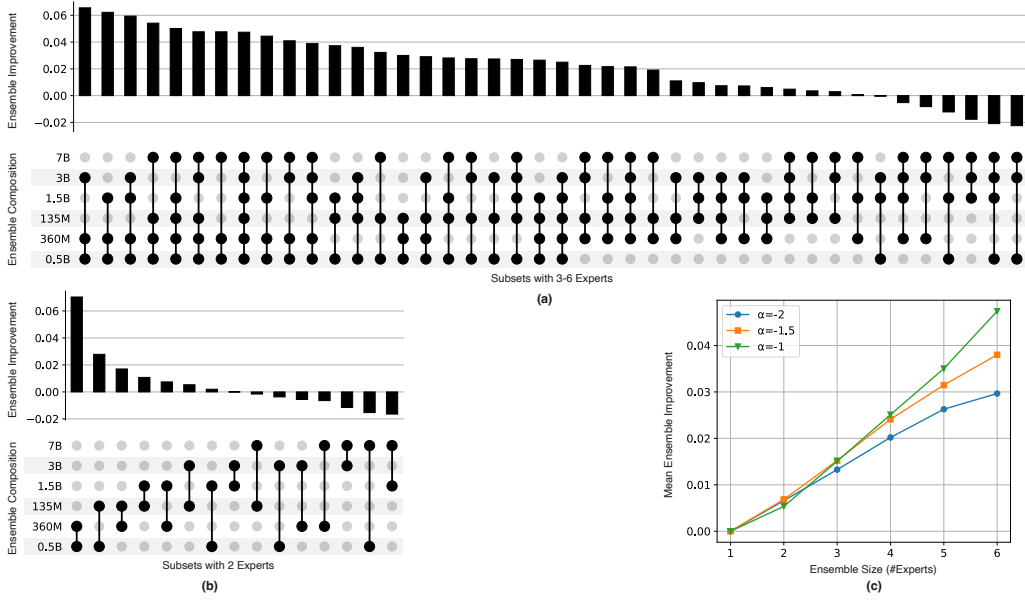 Ensemble Improvement
0.06
0.04
0.02
0.00
−0.02
Ensemble Composition
7B
3B
1.5B
135M
360M
0.5B
Subsets with 3-6 Experts
(a)
Ensemble Improvement
0.06
0.04
0.02
0.00
−0.02
Ensemble Composition
7B
3B
1.5B
135M
360M
0.5B
Subsets with 2 Experts
(b)
Mean Ensemble Improvement
α=-2
α=-1.5
α=-1
0.04
0.03
0.02
0.01
0.00
1 2 3 4 5 6
Ensemble Size (#Experts)
(c)